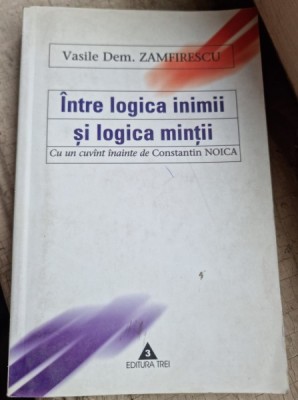 Vasile Dem. ZAMFIRESCU
Între logica inimii
și logica minții
Cu un cuvînt înainte de Constantin NOICA
3
EDITURA TREI